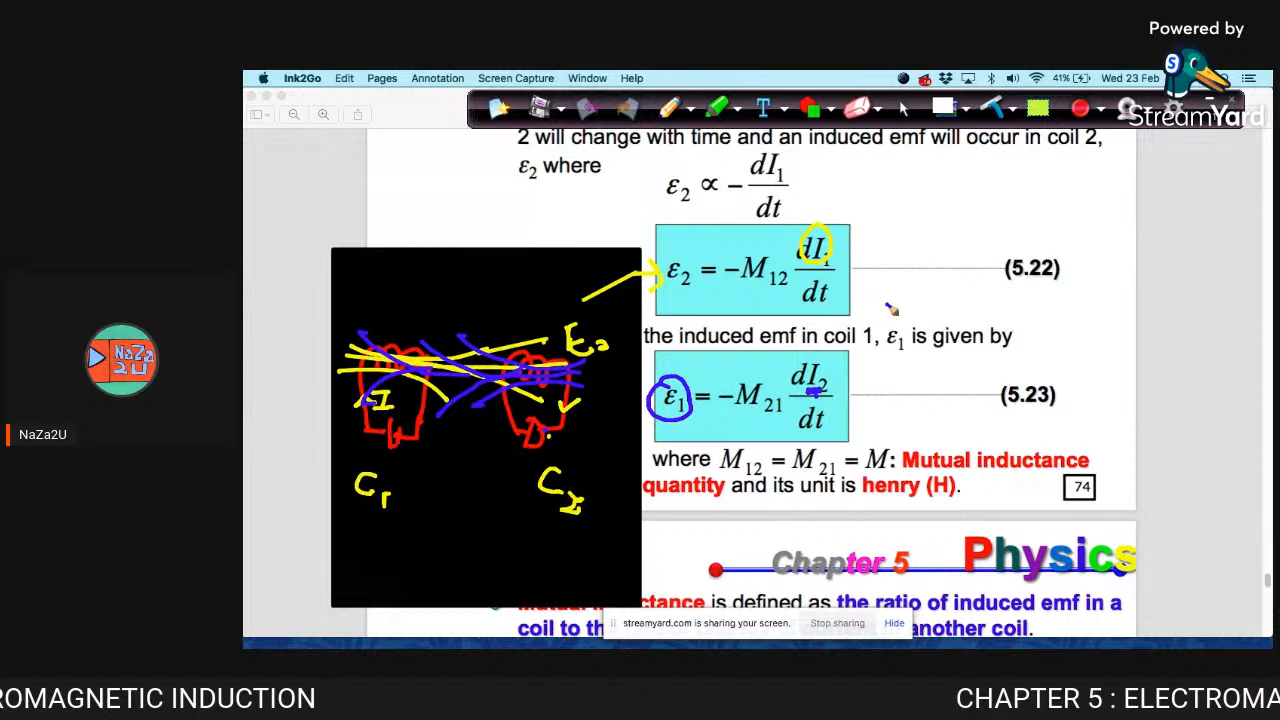 Powered by
StreamYard
Ink2Go Edit Pages Annotation Screen Capture Window Help 41% Wed 23 Feb
2 will change with time and an induced emf will occur in coil 2,
ε2 where
ε2 ∝ − dI1/dt
ε2 = −M12 dI1/dt (5.22)
the induced emf in coil 1, ε1 is given by
ε1 = −M21 dI2/dt (5.23)
where M12 = M21 = M: Mutual inductance
quantity and its unit is henry (H).
74
I
C1
C2
NAZA
2U
NaZa2U
Chapter 5 Physics
is defined as the ratio of induced emf in a
coil to the
another coil.
streamyard.com is sharing your screen. Stop sharing Hide
ROMAGNETIC INDUCTION
CHAPTER 5 : ELECTROMA